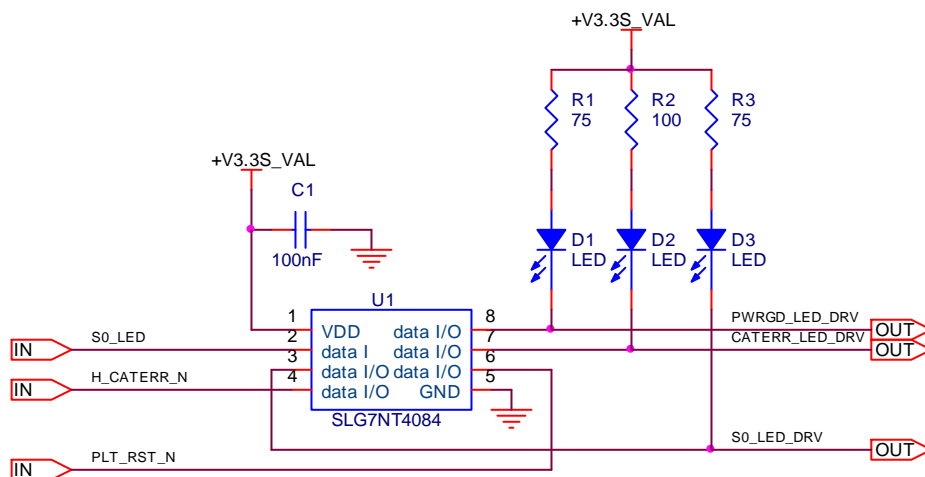 +V3.3S_VAL
R1
75
R2
100
R3
75
+V3.3S_VAL
C1
100nF
D1
LED
D2
LED
D3
LED
U1
1
VDD
data I/O
8
PWRGD_LED_DRV
OUT
IN
S0_LED
2
data I
data I/O
7
CATERR_LED_DRV
OUT
3
data I/O
data I/O
6
IN
H_CATERR_N
4
data I/O
GND
5
SLG7NT4084
S0_LED_DRV
OUT
IN
PLT_RST_N